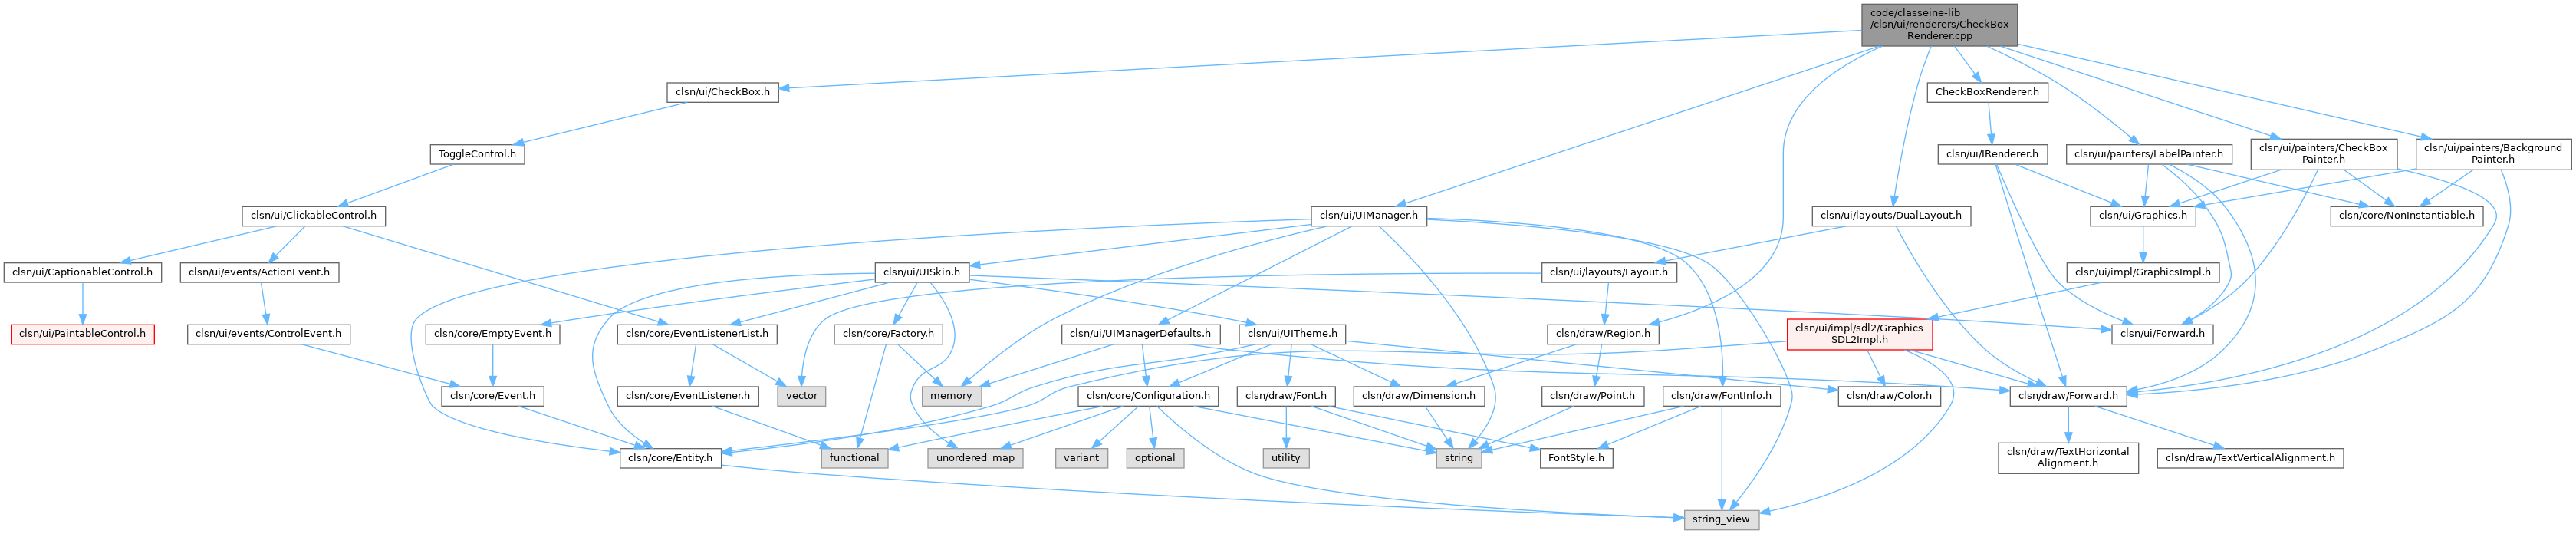 code/classeine-lib
/clsn/ui/renderers/CheckBox
Renderer.cpp
clsn/ui/CheckBox.h
CheckBoxRenderer.h
ToggleControl.h
clsn/ui/IRenderer.h
clsn/ui/painters/LabelPainter.h
clsn/ui/painters/CheckBox
Painter.h
clsn/ui/painters/Background
Painter.h
clsn/ui/ClickableControl.h
clsn/ui/UIManager.h
clsn/ui/layouts/DualLayout.h
clsn/ui/Graphics.h
clsn/core/NonInstantiable.h
clsn/ui/CaptionableControl.h
clsn/ui/events/ActionEvent.h
clsn/ui/UISkin.h
clsn/ui/layouts/Layout.h
clsn/ui/impl/GraphicsImpl.h
clsn/ui/PaintableControl.h
clsn/ui/events/ControlEvent.h
clsn/core/EmptyEvent.h
clsn/core/EventListenerList.h
clsn/core/Factory.h
clsn/ui/UIManagerDefaults.h
clsn/ui/UITheme.h
clsn/draw/Region.h
clsn/ui/impl/sdl2/Graphics
SDL2Impl.h
clsn/ui/Forward.h
clsn/core/Event.h
clsn/core/EventListener.h
vector
memory
clsn/core/Configuration.h
clsn/draw/Font.h
clsn/draw/Dimension.h
clsn/draw/Point.h
clsn/draw/FontInfo.h
clsn/draw/Color.h
clsn/draw/Forward.h
clsn/core/Entity.h
functional
unordered_map
variant
optional
utility
string
FontStyle.h
clsn/draw/TextHorizontal
Alignment.h
clsn/draw/TextVerticalAlignment.h
string_view